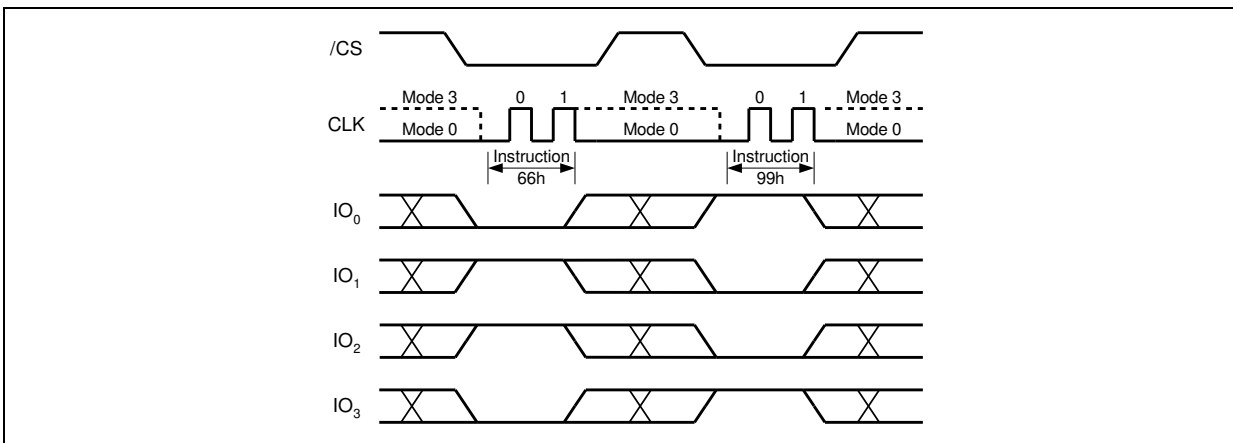 /CS
Mode 3 0 1 Mode 3 0 1 Mode 3
CLK
Mode 0 Mode 0 Mode 0
Instruction Instruction
66h 99h
IO0
IO1
IO2
IO3